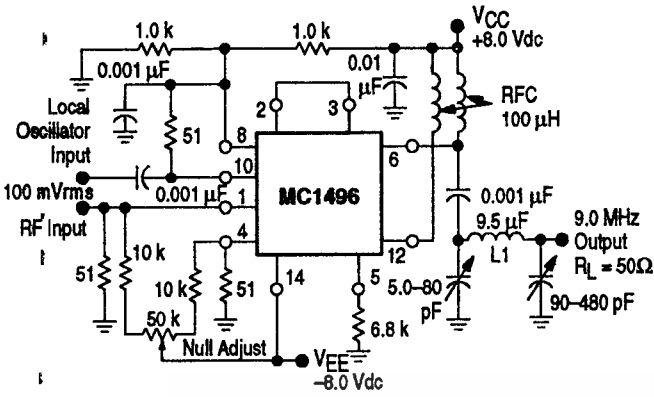 1.0 k
1.0 k
VCC
+8.0 Vdc
0.001 µF
0.01
µF
RFC
100 µH
Local
Oscillator
Input
51
2
3
8
6
10
100 mVrms
0.001 µF
1
MC1496
0.001 µF
RF Input
4
12
9.5 µF
L1
9.0 MHz
Output
RL = 50Ω
51
10 k
10 k
51
14
5
5.0–80
pF
90–480 pF
50 k
6.8 k
Null Adjust
VEE
–8.0 Vdc